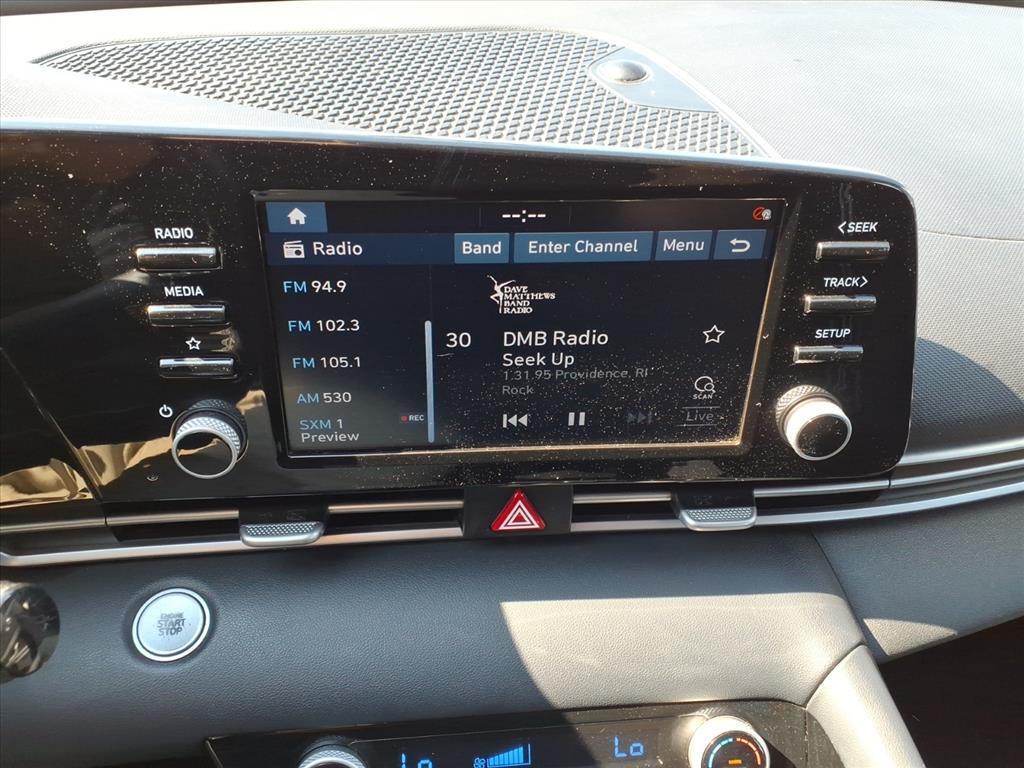 RADIO
MEDIA
--:--
Radio
Band
Enter Channel
Menu
FM 94.9
FM 102.3
FM 105.1
AM 530
SXM 1
Preview
REC
DAVE
MATTHEWS
BAND
RADIO
30
DMB Radio
Seek Up
1.31.95 Providence, RI
Rock
SCAN
Live
SEEK
TRACK
SETUP
ENGINE
START
STOP
Lo
Lo